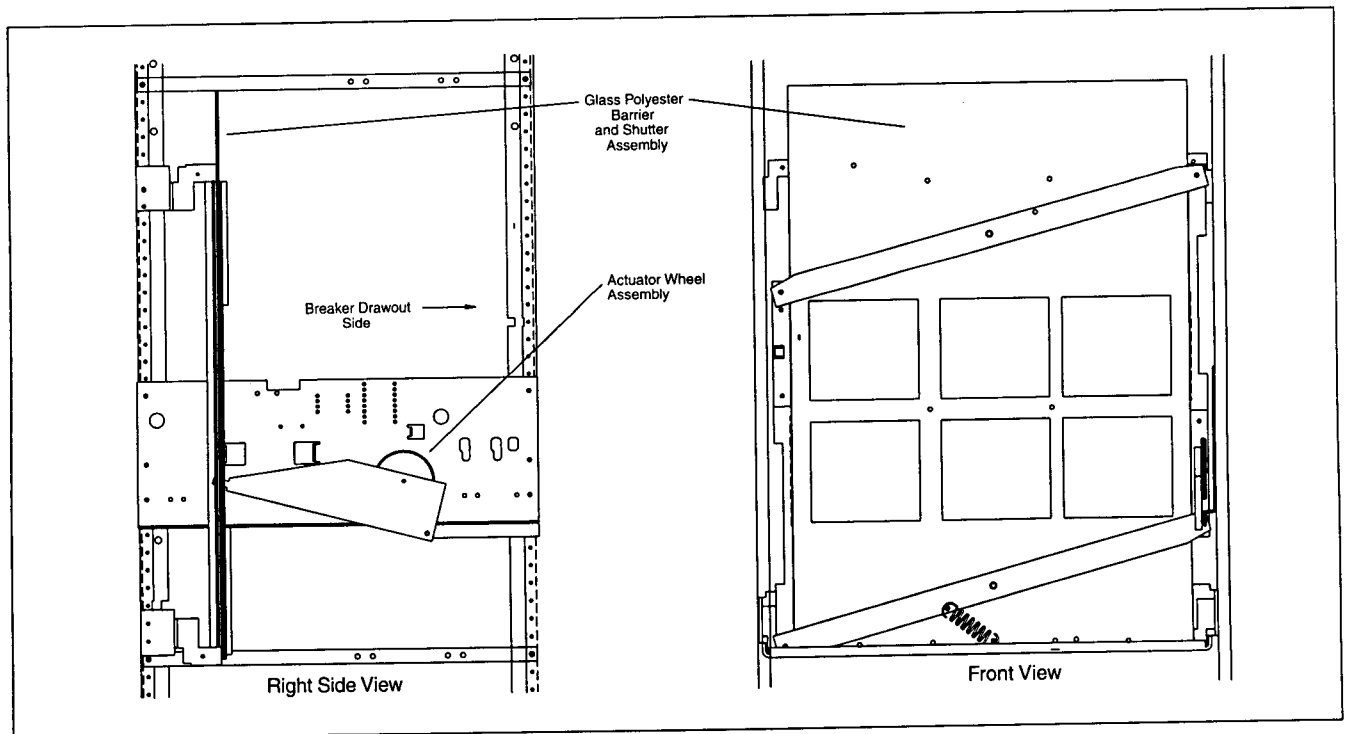 Glass Polyester
Barrier
and Shutter
Assembly
Actuator Wheel
Assembly
Breaker Drawout
Side
Right Side View
Front View